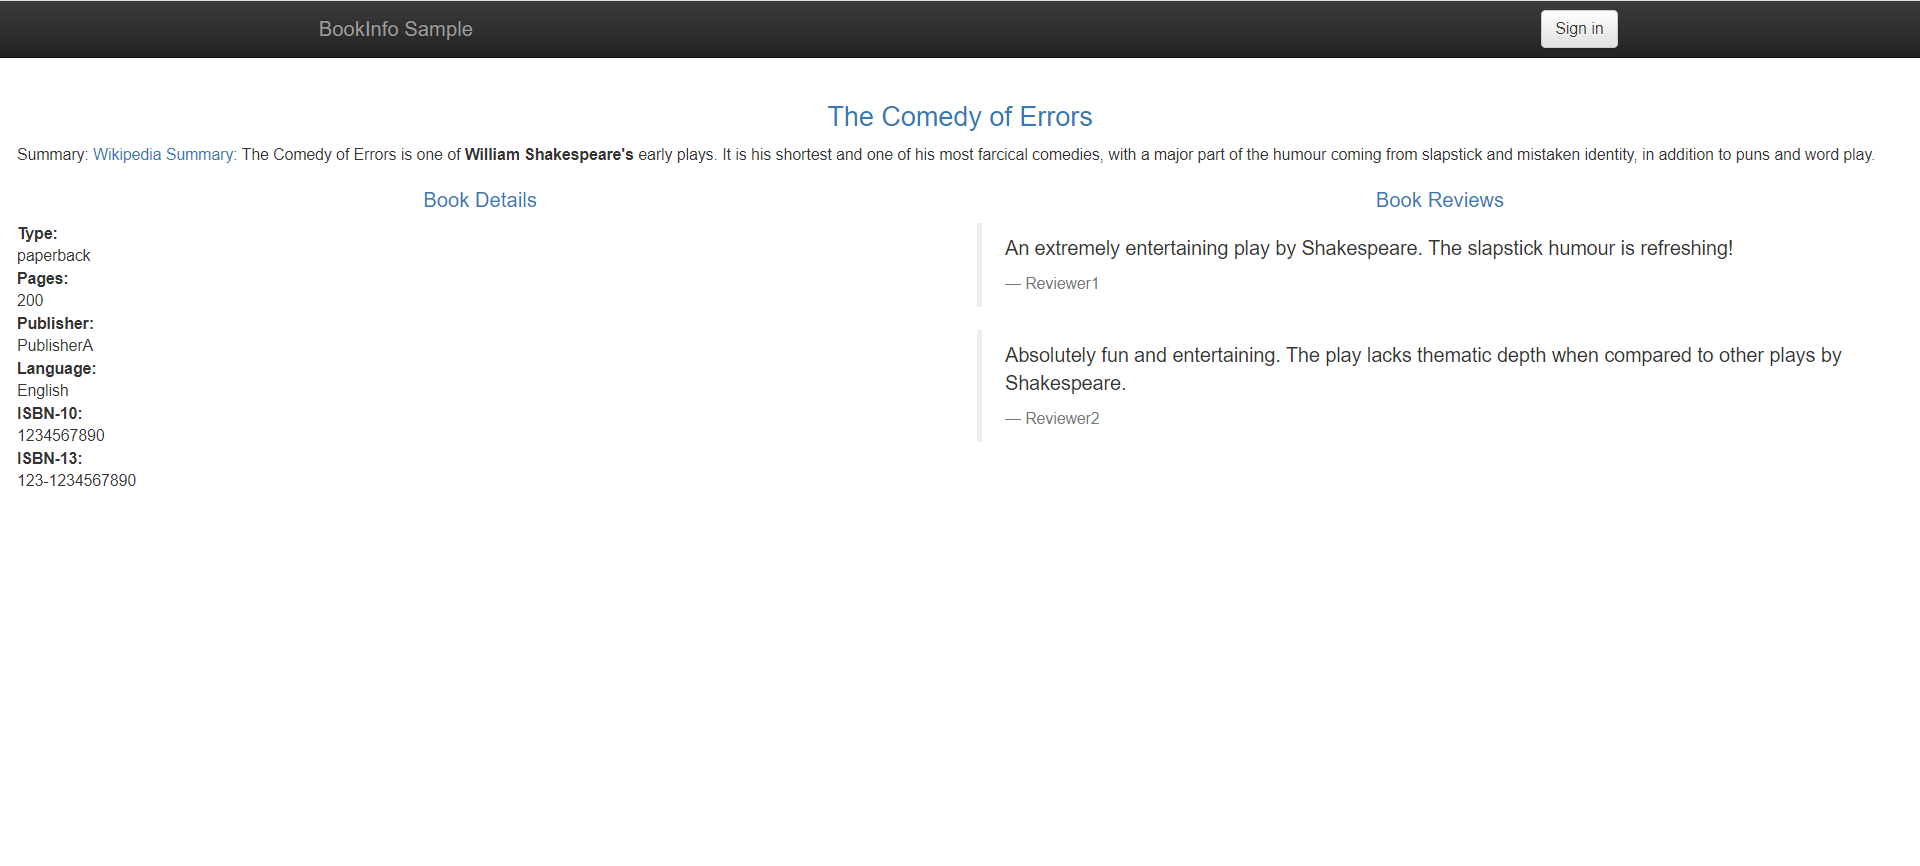 BookInfo Sample
Sign in
The Comedy of Errors
Summary: Wikipedia Summary: The Comedy of Errors is one of William Shakespeare's early plays. It is his shortest and one of his most farcical comedies, with a major part of the humour coming from slapstick and mistaken identity, in addition to puns and word play.
Book Details
Type:
paperback
Pages:
200
Publisher:
PublisherA
Language:
English
ISBN-10:
1234567890
ISBN-13:
123-1234567890
Book Reviews
An extremely entertaining play by Shakespeare. The slapstick humour is refreshing!
— Reviewer1
Absolutely fun and entertaining. The play lacks thematic depth when compared to other plays by
Shakespeare.
— Reviewer2